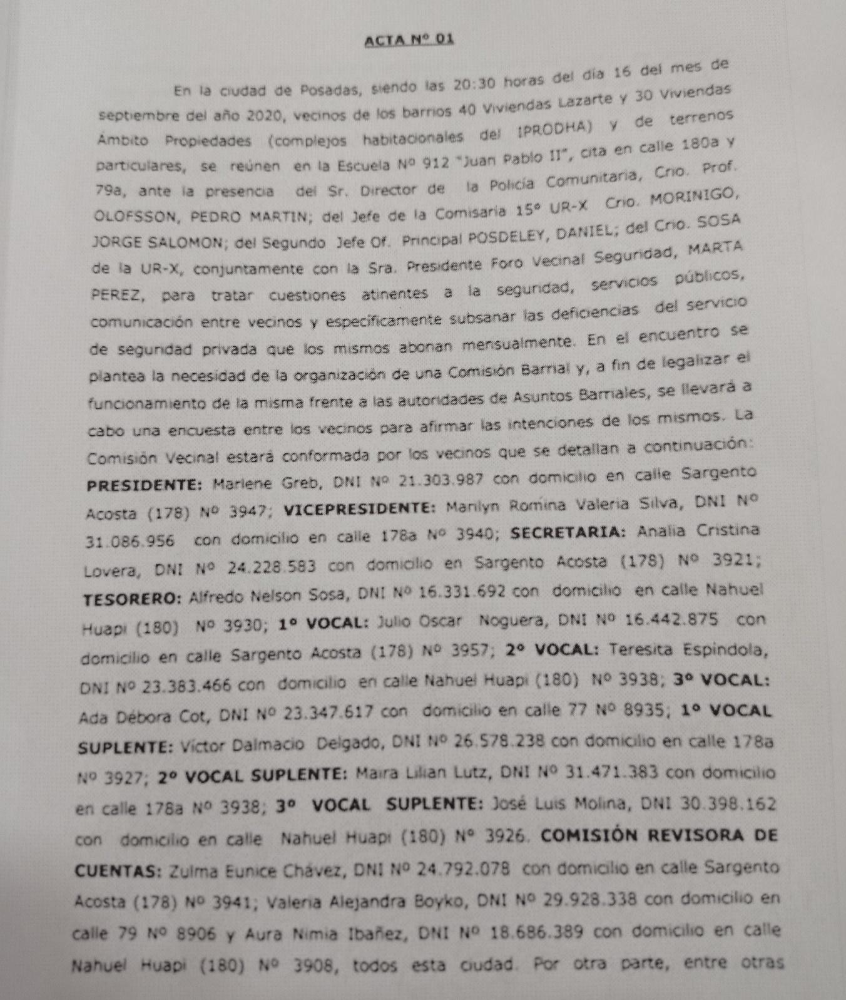 ACTA Nº 01
En la ciudad de Posadas, siendo las 20:30 horas del día 16 del mes de
septiembre del año 2020, vecinos de los barrios 40 Viviendas Lazarte y 30 Viviendas
Ámbito Propiedades (complejos habitacionales del IPRODHA) y de terrenos
particulares, se reúnen en la Escuela Nº 912 "Juan Pablo II", cita en calle 180a y
79a, ante la presencia del Sr. Director de la Policía Comunitaria, Crio. Prof.
OLOFSSON, PEDRO MARTIN; del Jefe de la Comisaria 15º UR-X Crio. MORINIGO,
JORGE SALOMON; del Segundo Jefe Of. Principal POSDELEY, DANIEL; del Crio. SOSA
de la UR-X, conjuntamente con la Sra. Presidente Foro Vecinal Seguridad, MARTA
PEREZ, para tratar cuestiones atinentes a la seguridad, servicios públicos,
comunicación entre vecinos y específicamente subsanar las deficiencias del servicio
de seguridad privada que los mismos abonan mensualmente. En el encuentro se
plantea la necesidad de la organización de una Comisión Barrial y, a fin de legalizar el
funcionamiento de la misma frente a las autoridades de Asuntos Barriales, se llevará a
cabo una encuesta entre los vecinos para afirmar las intenciones de los mismos. La
Comisión Vecinal estará conformada por los vecinos que se detallan a continuación:
PRESIDENTE: Marlene Greb, DNI Nº 21.303.987 con domicilio en calle Sargento
Acosta (178) Nº 3947; VICEPRESIDENTE: Marilyn Romina Valeria Silva, DNI Nº
31.086.956 con domicilio en calle 178a Nº 3940; SECRETARIA: Analia Cristina
Lovera, DNI Nº 24.228.583 con domicilio en Sargento Acosta (178) Nº 3921;
TESORERO: Alfredo Nelson Sosa, DNI Nº 16.331.692 con domicilio en calle Nahuel
Huapi (180) Nº 3930; 1º VOCAL: Julio Oscar Noguera, DNI Nº 16.442.875 con
domicilio en calle Sargento Acosta (178) Nº 3957; 2º VOCAL: Teresita Espíndola,
DNI Nº 23.383.466 con domicilio en calle Nahuel Huapi (180) Nº 3938; 3º VOCAL:
Ada Débora Cot, DNI Nº 23.347.617 con domicilio en calle 77 Nº 8935; 1º VOCAL
SUPLENTE: Víctor Dalmacio Delgado, DNI Nº 26.578.238 con domicilio en calle 178a
Nº 3927; 2º VOCAL SUPLENTE: Maira Lilian Lutz, DNI Nº 31.471.383 con domicilio
en calle 178a Nº 3938; 3º VOCAL SUPLENTE: José Luis Molina, DNI 30.398.162
con domicilio en calle Nahuel Huapi (180) Nº 3926. COMISIÓN REVISORA DE
CUENTAS: Zulma Eunice Chávez, DNI Nº 24.792.078 con domicilio en calle Sargento
Acosta (178) Nº 3941; Valeria Alejandra Boyko, DNI Nº 29.928.338 con domicilio en
calle 79 Nº 8906 y Aura Nimia Ibañez, DNI Nº 18.686.389 con domicilio en calle
Nahuel Huapi (180) Nº 3908, todos esta ciudad. Por otra parte, entre otras